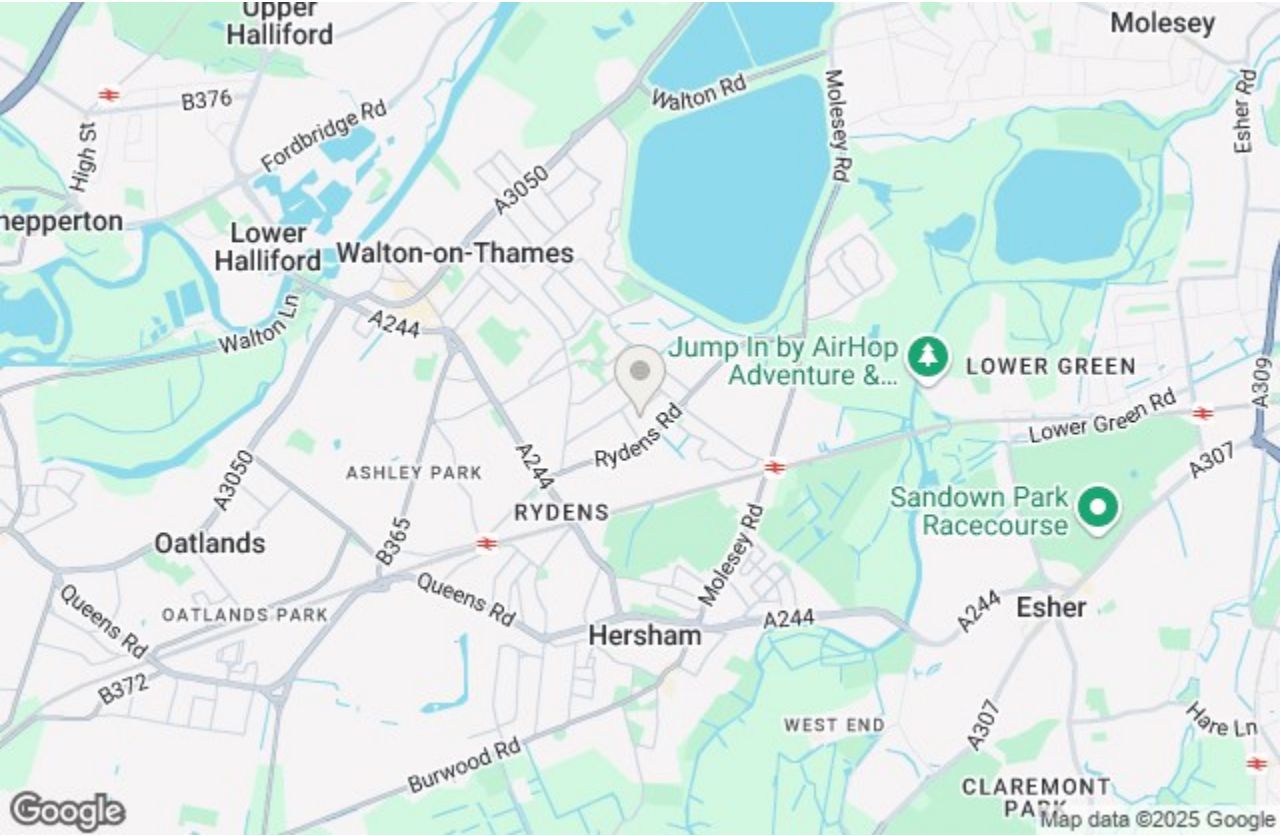 Upper
Halliford
Molesey
B376
Walton Rd
Molesey Rd
Esher Rd
High St
Fordbridge Rd
A3050
hepperton
Lower
Halliford
Walton-on-Thames
Walton Ln
A244
Jump In by AirHop
Adventure &...
LOWER GREEN
A309
Lower Green Rd
Rydens Rd
A307
ASHLEY PARK
A244
A3050
Sandown Park
Racecourse
RYDENS
B365
Oatlands
Molesey Rd
Queens Rd
Queens Rd
OATLANDS PARK
A244
A244
Esher
Hersham
B372
WEST END
A307
Hare Ln
Burwood Rd
CLAREMONT
PARK
Google
Map data ©2025 Google